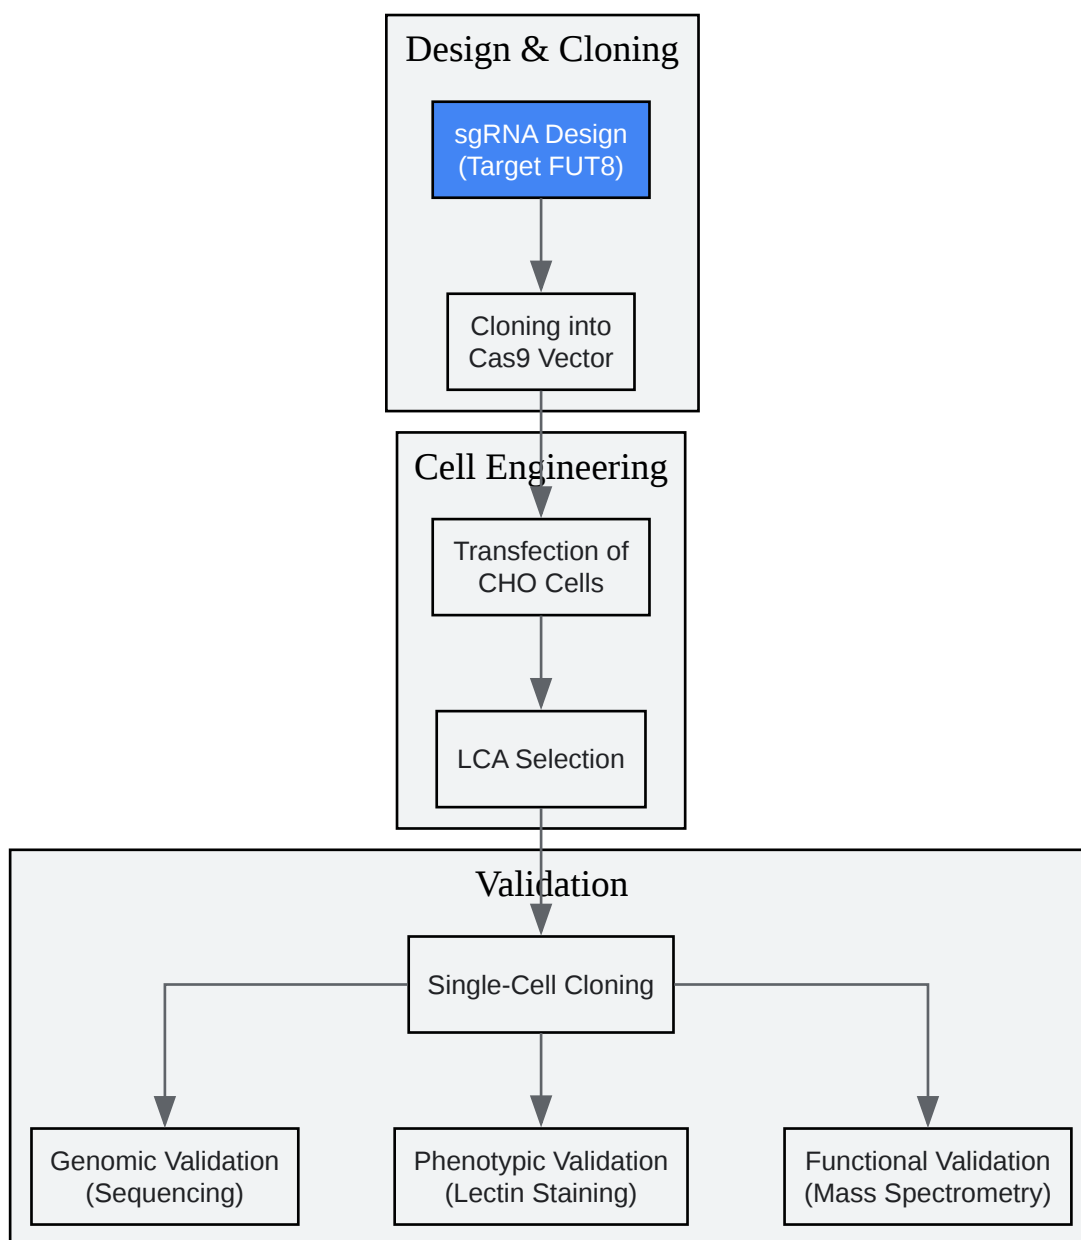 Design & Cloning
sgRNA Design
(Target FUT8)
Cloning into
Cas9 Vector
Cell Engineering
Transfection of
CHO Cells
LCA Selection
Validation
Single-Cell Cloning
Genomic Validation
(Sequencing)
Phenotypic Validation
(Lectin Staining)
Functional Validation
(Mass Spectrometry)